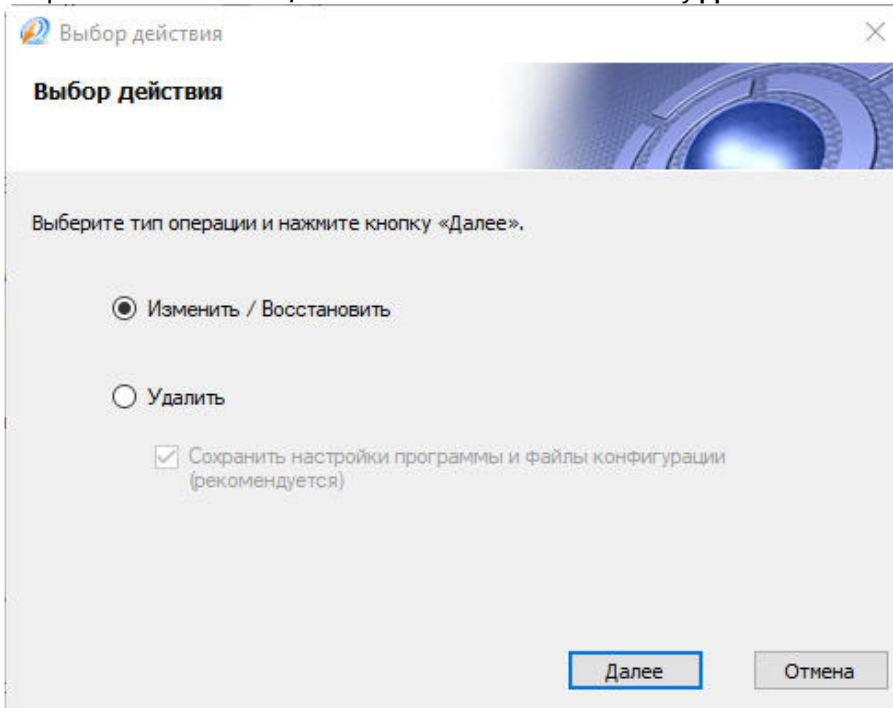 Выбор действия
Выбор действия
Выберите тип операции и нажмите кнопку «Далее».
Изменить / Восстановить
Удалить
Сохранить настройки программы и файлы конфигурации
(рекомендуется)
Далее
Отмена